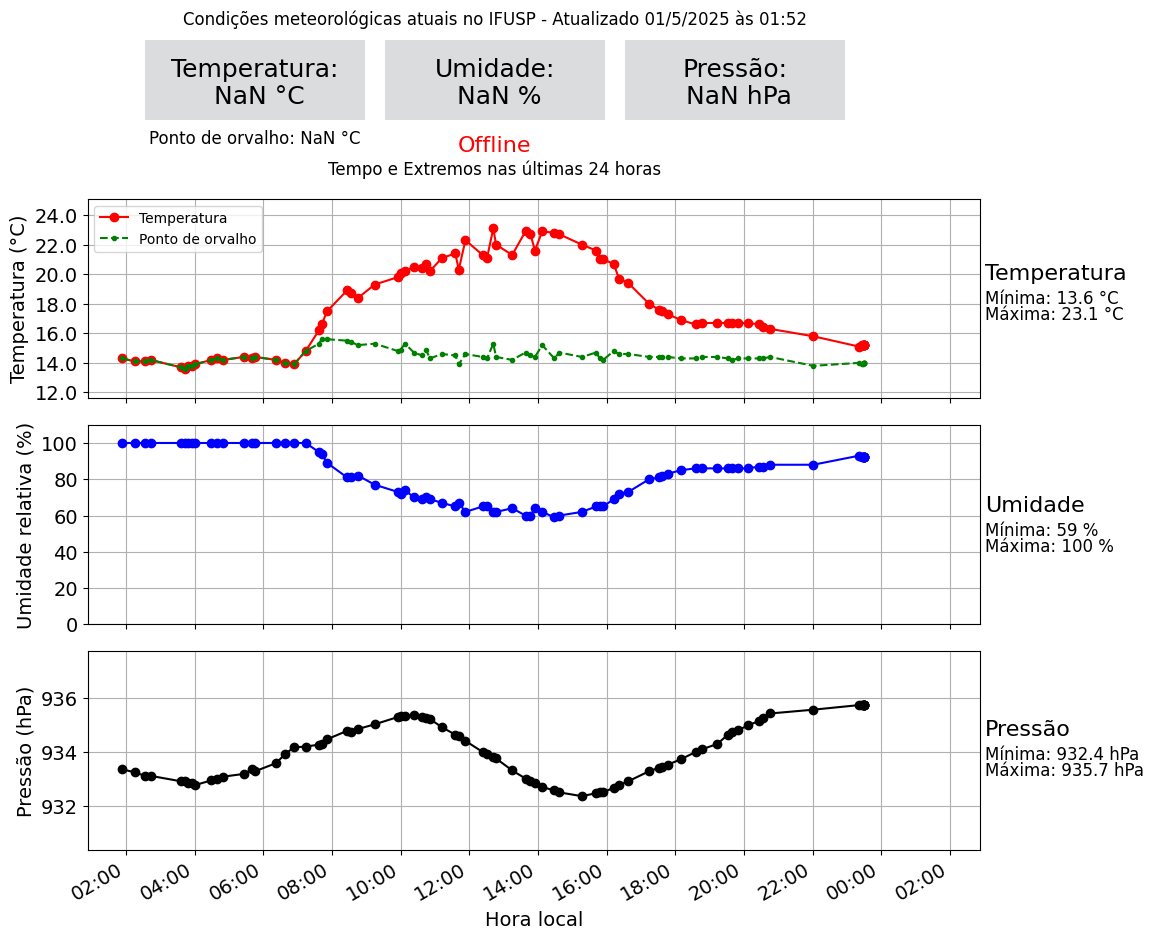 Condições meteorológicas atuais no IFUSP - Atualizado 01/5/2025 às 01:52
Temperatura:
NaN °C
Umidade:
NaN %
Pressão:
NaN hPa
Ponto de orvalho: NaN °C
Offline
Tempo e Extremos nas últimas 24 horas
Temperatura (°C)
24.0
22.0
20.0
18.0
16.0
14.0
12.0
Temperatura
Ponto de orvalho
Temperatura
Mínima: 13.6 °C
Máxima: 23.1 °C
Umidade relativa (%)
100
80
60
40
20
0
Umidade
Mínima: 59 %
Máxima: 100 %
Pressão (hPa)
936
934
932
Pressão
Mínima: 932.4 hPa
Máxima: 935.7 hPa
02:00 04:00 06:00 08:00 10:00 12:00 14:00 16:00 18:00 20:00 22:00 00:00 02:00
Hora local